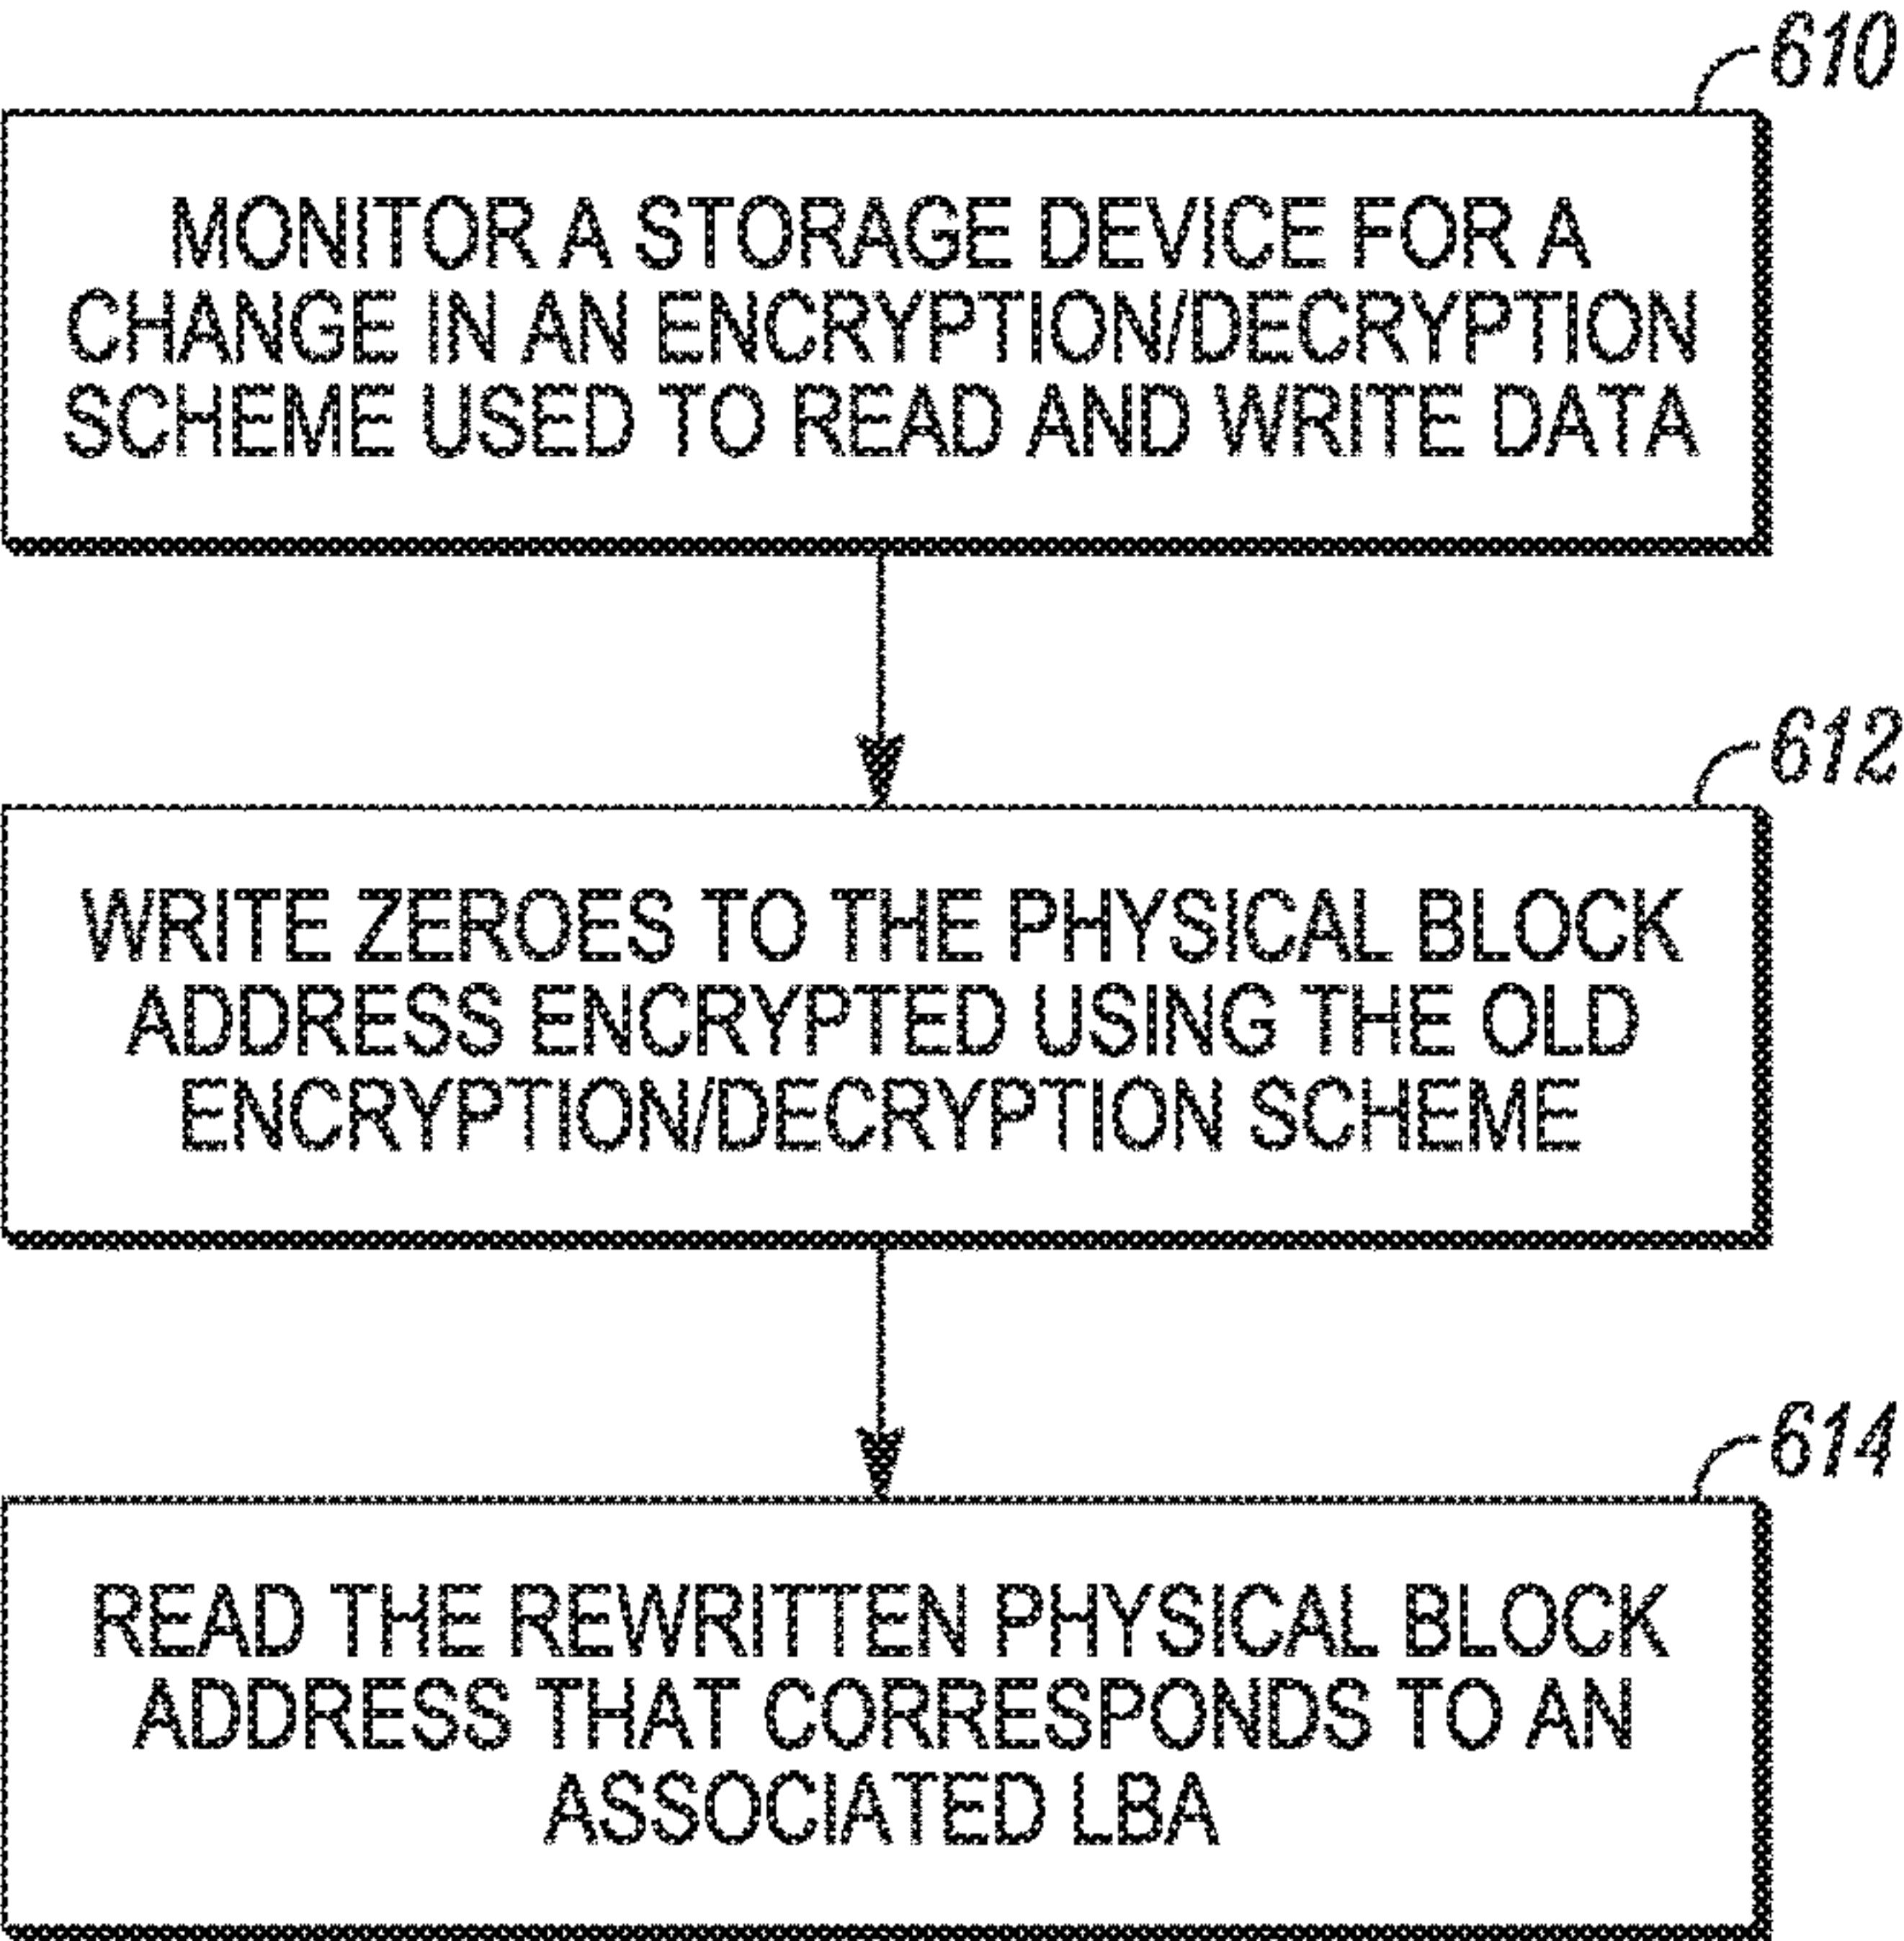 610
MONITOR A STORAGE DEVICE FOR A
CHANGE IN AN ENCRYPTION/DECRYPTION
SCHEME USED TO READ AND WRITE DATA
612
WRITE ZEROES TO THE PHYSICAL BLOCK
ADDRESS ENCRYPTED USING THE OLD
ENCRYPTION/DECRYPTION SCHEME
614
READ THE REWRITTEN PHYSICAL BLOCK
ADDRESS THAT CORRESPONDS TO AN
ASSOCIATED LBA